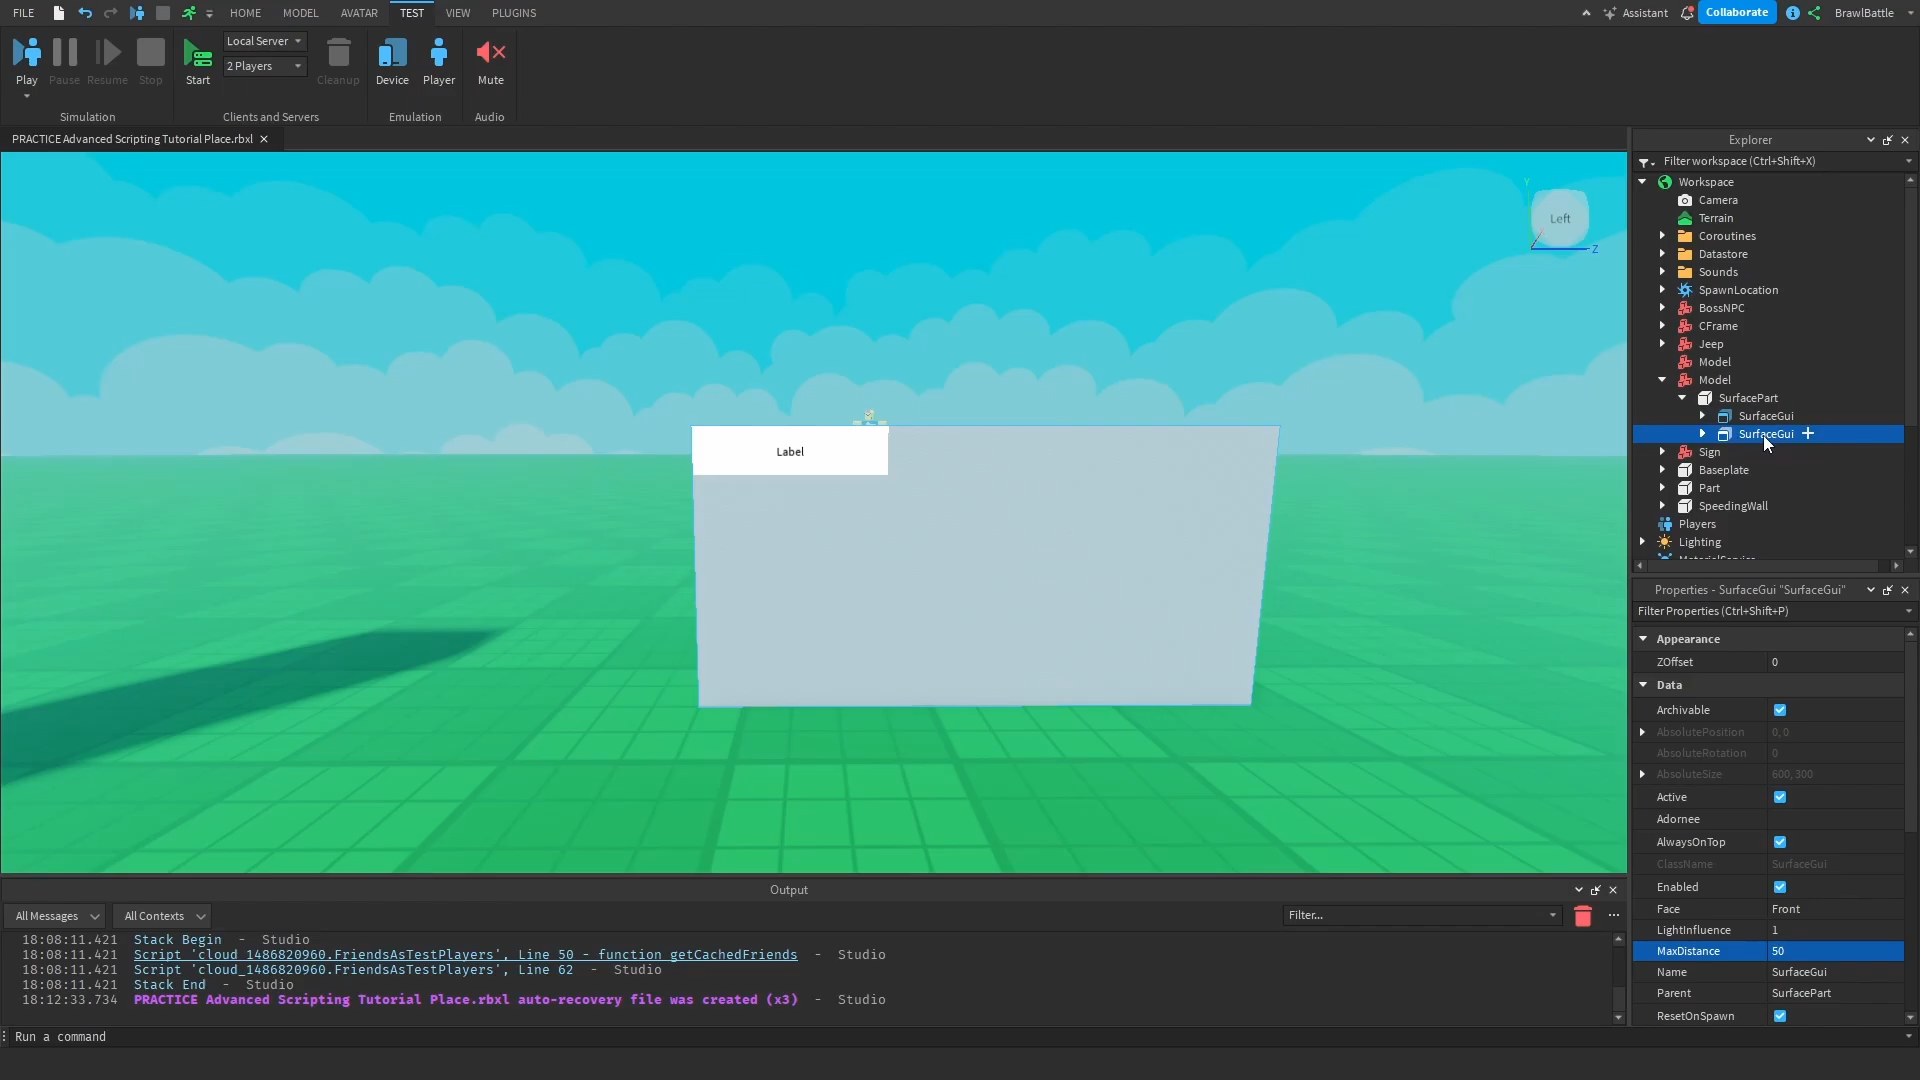 FILE HOME MODEL AVATAR TEST VIEW PLUGINS Assistant Collaborate BrawlBattle
Play Pause Resume Stop Start Local Server 2 Players Cleanup Device Player Mute
Simulation Clients and Servers Emulation Audio
PRACTICE Advanced Scripting Tutorial Place.rbxl
Left
Y
Z
Label
Explorer
Filter workspace (Ctrl+Shift+X)
Workspace
Camera
Terrain
Coroutines
Datastore
Sounds
SpawnLocation
BossNPC
CFrame
Jeep
Model
Model
SurfacePart
SurfaceGui
SurfaceGui
Sign
Baseplate
Part
SpeedingWall
Players
Lighting
MaterialService
Properties - SurfaceGui "SurfaceGui"
Filter Properties (Ctrl+Shift+P)
Appearance
ZOffset 0
Data
Archivable
AbsolutePosition 0, 0
AbsoluteRotation 0
AbsoluteSize 600, 300
Active
Adornee
AlwaysOnTop
ClassName SurfaceGui
Enabled
Face Front
LightInfluence 1
MaxDistance 50
Name SurfaceGui
Parent SurfacePart
ResetOnSpawn
Output
All Messages All Contexts Filter...
18:08:11.421 Stack Begin - Studio
18:08:11.421 Script 'cloud_1486820960.FriendsAsTestPlayers', Line 50 - function getCachedFriends - Studio
18:08:11.421 Script 'cloud_1486820960.FriendsAsTestPlayers', Line 62 - Studio
18:08:11.421 Stack End - Studio
18:12:33.734 PRACTICE Advanced Scripting Tutorial Place.rbxl auto-recovery file was created (x3) - Studio
Run a command